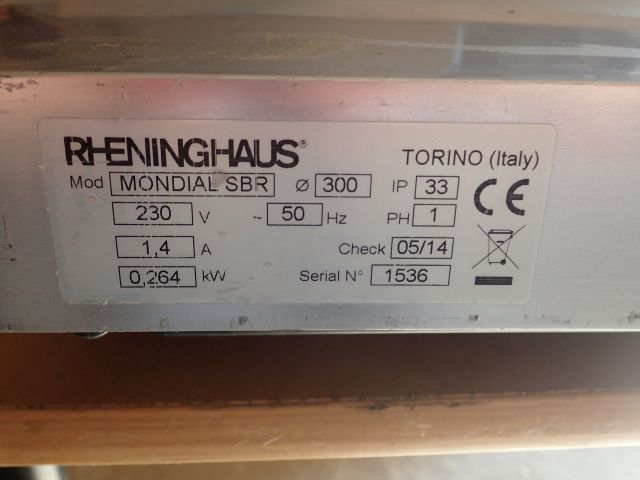 RHENINGHAUS® TORINO (Italy)
Mod MONDIAL SBR Ø 300 IP 33 CE
230 V ~ 50 Hz PH 1
1,4 A Check 05/14
0,264 kW Serial N° 1536